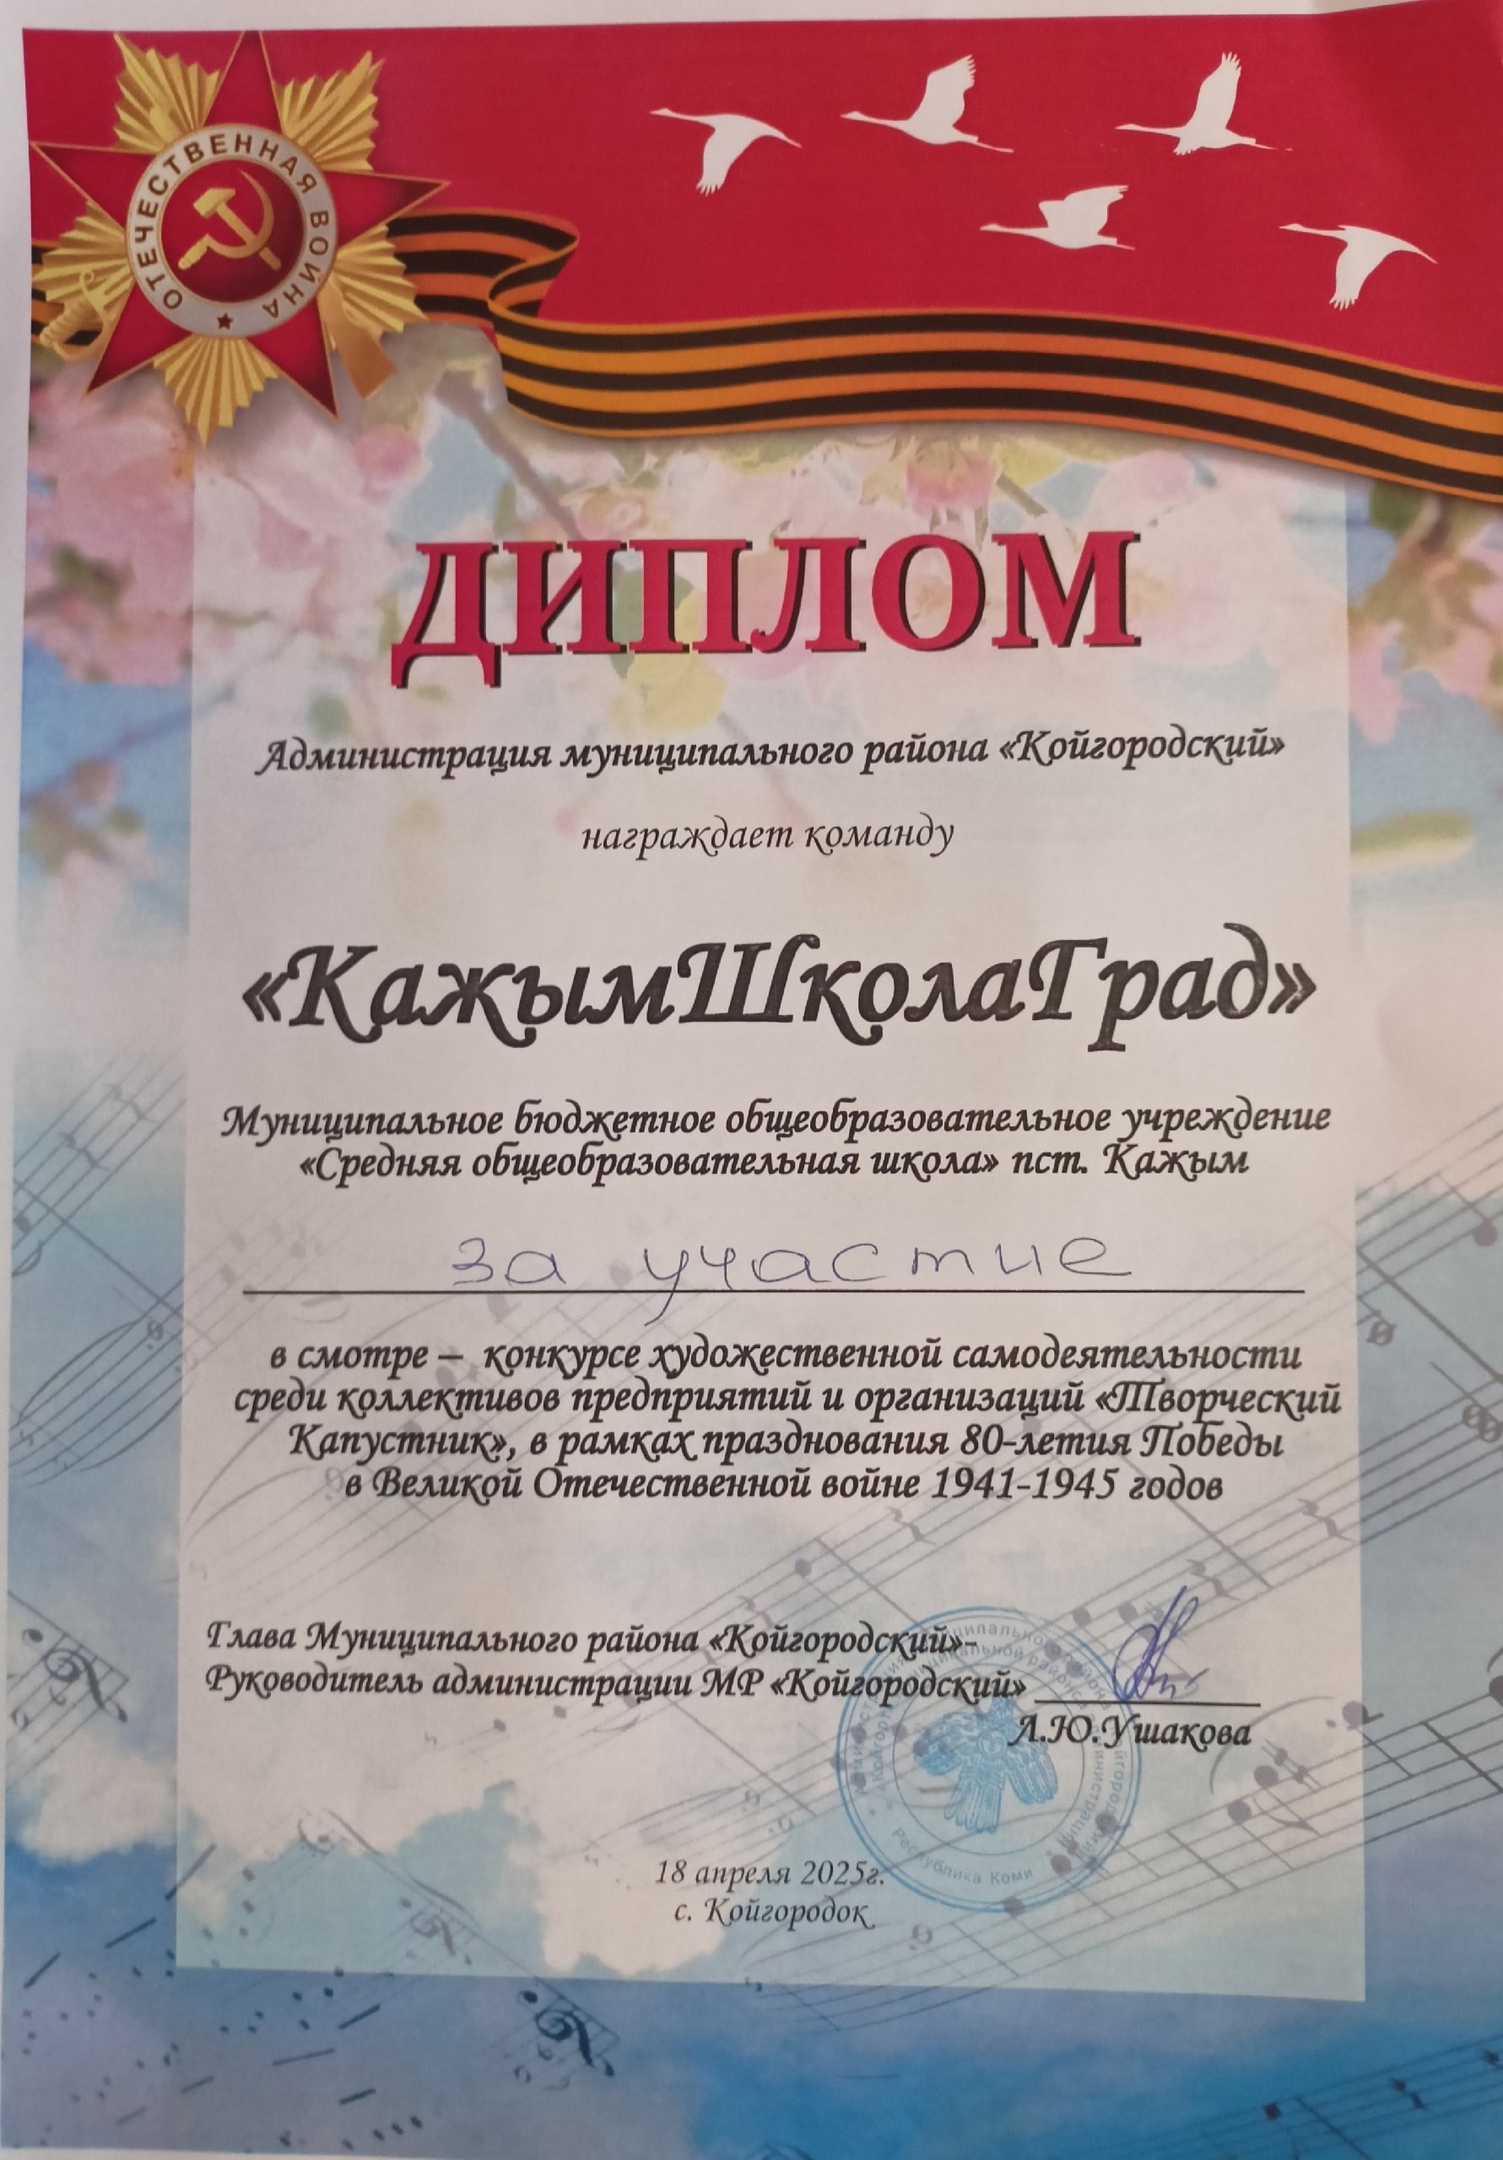 ОТЕЧЕСТВЕННАЯ ВОЙНА
ДИПЛОМ
Администрация муниципального района «Койгородский»
награждает команду
«КажымШколаГрад»
Муниципальное бюджетное общеобразовательное учреждение
«Средняя общеобразовательная школа» пст. Кажым
за участие
в смотре – конкурсе художественной самодеятельности
среди коллективов предприятий и организаций «Творческий
Капустник», в рамках празднования 80-летия Победы
в Великой Отечественной войне 1941-1945 годов
Глава Муниципального района «Койгородский»-
Руководитель администрации МР «Койгородский»
Л.Ю.Ушакова
Республика Коми
18 апреля 2025г.
с. Койгородок